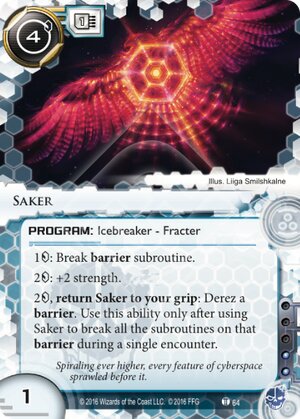 4
1
Illus. Liiga Smilshkalne
SAKER
PROGRAM: Icebreaker - Fracter
1: Break barrier subroutine.
2: +2 strength.
2, return Saker to your grip: Derez a
barrier. Use this ability only after using
Saker to break all the subroutines on that
barrier during a single encounter.
Spiraling ever higher, every feature of cyberspace
sprawled before it.
1
© 2016 Wizards of the Coast LLC. © 2016 FFG
64